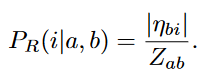 P_R(i|a, b) = |η_{bi}| / Z_{ab}.